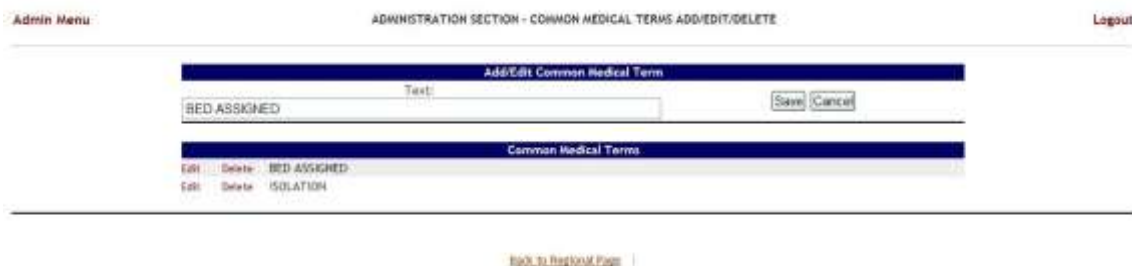 Admin Menu ADMINISTRATION SECTION - COMMON MEDICAL TERMS ADD/EDIT/DELETE Logout
Add/Edit Common Medical Term
Text:
BED ASSIGNED Save Cancel
Common Medical Terms
Edit Delete BED ASSIGNED
Edit Delete ISOLATION
Back to Regional Page |